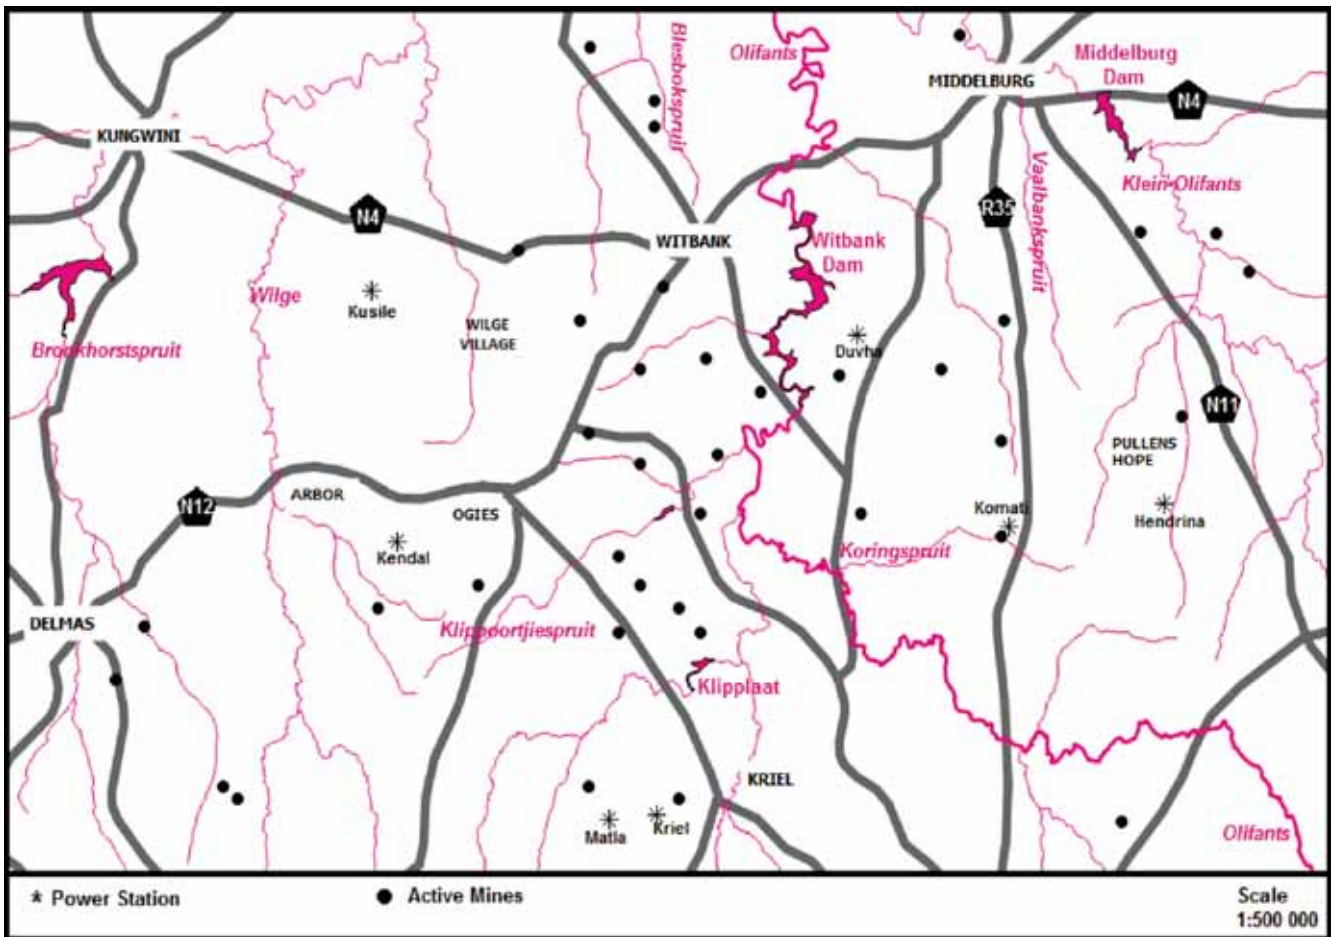 Blesbokspruit
Olifants
MIDDELBURG
Middelburg
Dam
N4
KUNGWINI
Vaalbankspruit
Klein-Olifants
N4
R35
WITBANK
Witbank
Dam
Wilge
Kusile
WILGE
VILLAGE
Bronkhorstspruit
Duvha
N11
PULLENS
HOPE
N12
ARBOR
OGIES
Komati
Hendrina
Kendal
Koringspruit
DELMAS
Klippoortjiespruit
Klipplaat
KRIEL
Matla
Kriel
Olifants
* Power Station
● Active Mines
Scale
1:500 000